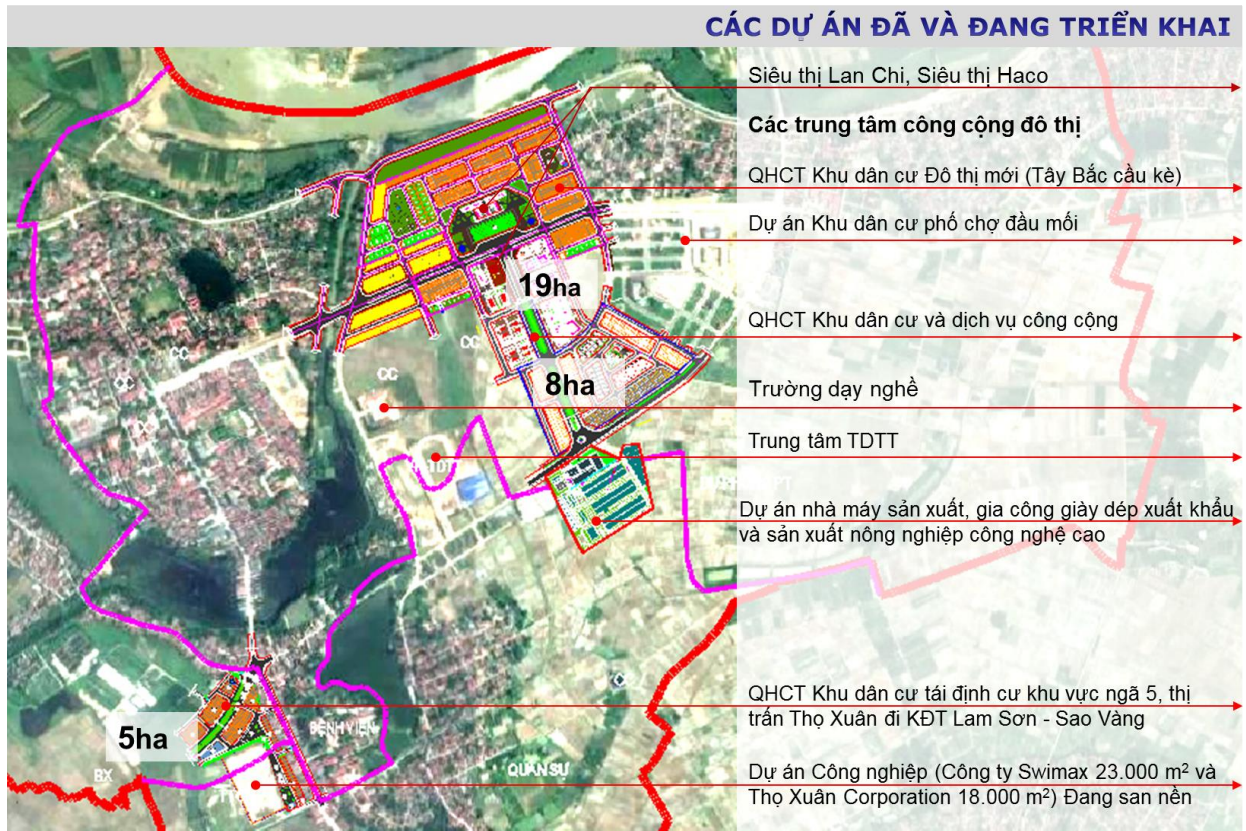 CÁC DỰ ÁN ĐÃ VÀ ĐANG TRIỂN KHAI
Siêu thị Lan Chi, Siêu thị Haco
Các trung tâm công cộng đô thị
QHCT Khu dân cư Đô thị mới (Tây Bắc cầu kè)
Dự án Khu dân cư phố chợ đầu mối
19ha
QHCT Khu dân cư và dịch vụ công cộng
CC
CC
CC
8ha
Trường dạy nghề
Trung tâm TDTT
TDTT
Dự án nhà máy sản xuất, gia công giày dép xuất khẩu
và sản xuất nông nghiệp công nghệ cao
QHCT Khu dân cư tái định cư khu vực ngã 5, thị
trấn Thọ Xuân đi KĐT Lam Sơn - Sao Vàng
5ha
BỆNH VIỆN
BX
QUÂN SỰ
Dự án Công nghiệp (Công ty Swimax 23.000 m² và
Thọ Xuân Corporation 18.000 m²) Đang san nền